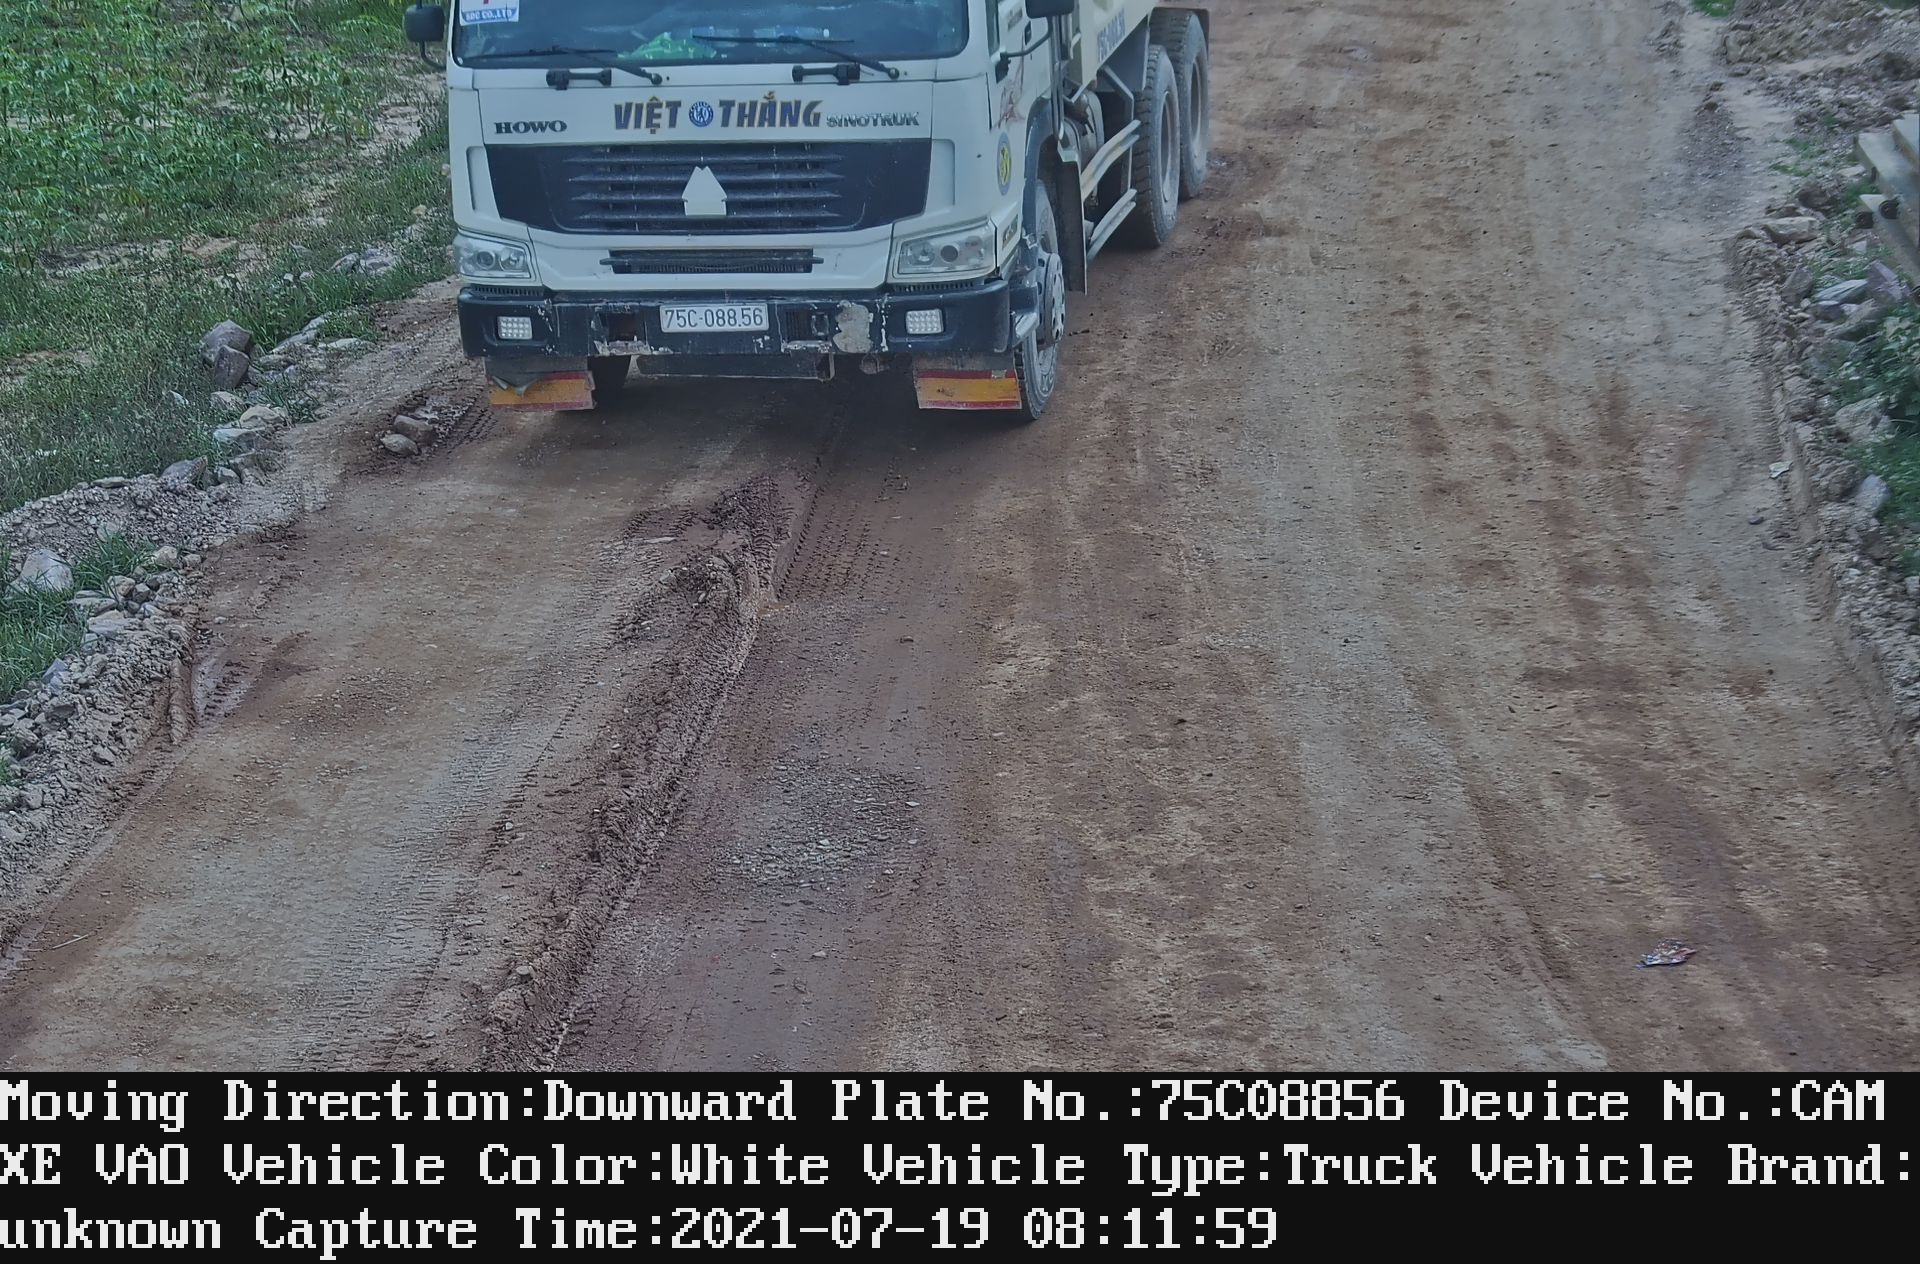 HOWO VIỆT THẮNG SINOTRUK
75C-088.56
Moving Direction:Downward Plate No.:75C08856 Device No.:CAM
XE VAO Vehicle Color:White Vehicle Type:Truck Vehicle Brand:
unknown Capture Time:2021-07-19 08:11:59